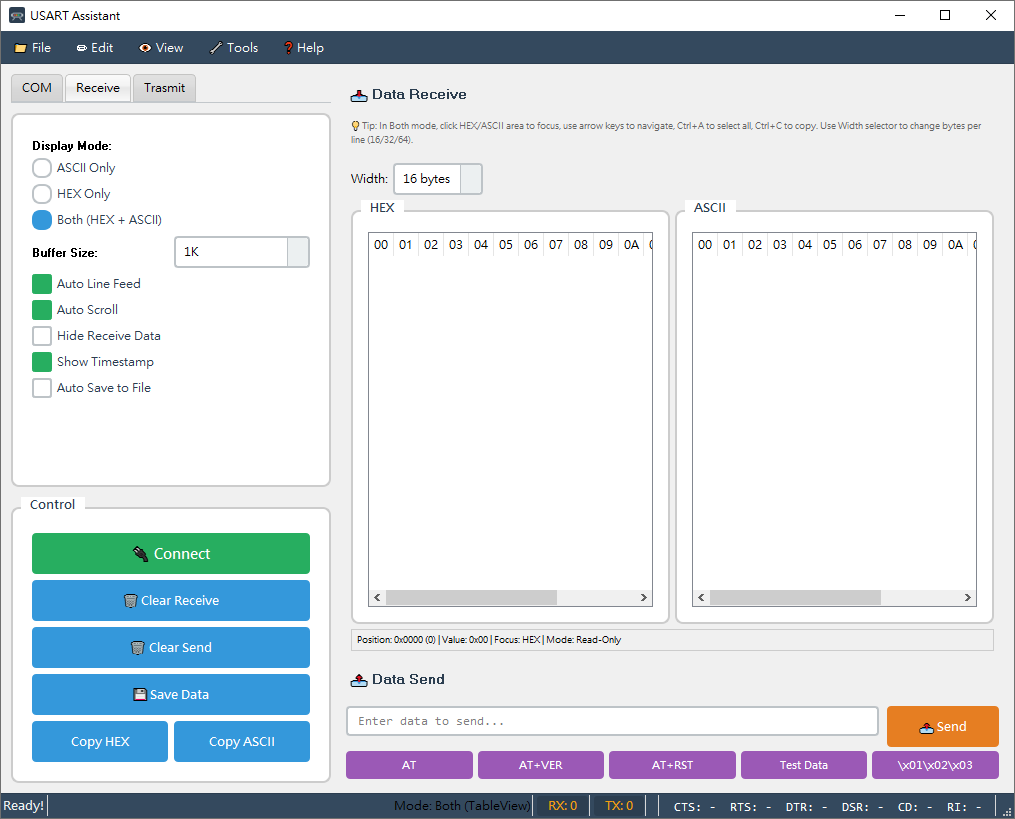 USART Assistant
File Edit View Tools Help
COM Receive Trasmit
Display Mode:
ASCII Only
HEX Only
Both (HEX + ASCII)
Buffer Size: 1K
Auto Line Feed
Auto Scroll
Hide Receive Data
Show Timestamp
Auto Save to File
Control
Connect
Clear Receive
Clear Send
Save Data
Copy HEX Copy ASCII
Data Receive
Tip: In Both mode, click HEX/ASCII area to focus, use arrow keys to navigate, Ctrl+A to select all, Ctrl+C to copy. Use Width selector to change bytes per
line (16/32/64).
Width: 16 bytes
HEX
00 01 02 03 04 05 06 07 08 09 0A
ASCII
00 01 02 03 04 05 06 07 08 09 0A
Position: 0x0000 (0) | Value: 0x00 | Focus: HEX | Mode: Read-Only
Data Send
Enter data to send...
Send
AT AT+VER AT+RST Test Data \x01\x02\x03
Ready! Mode: Both (TableView) RX: 0 TX: 0 CTS: - RTS: - DTR: - DSR: - CD: - RI: -